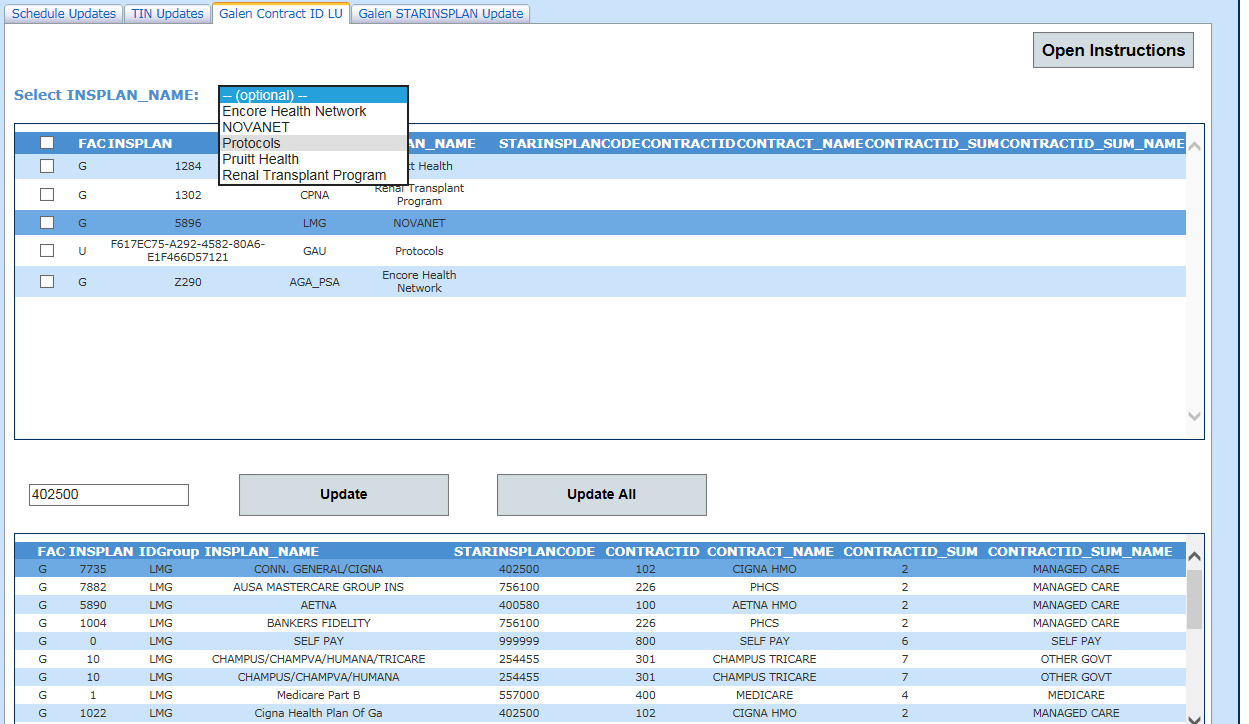 Schedule Updates TIN Updates Galen Contract ID LU Galen STARINSPLAN Update
Open Instructions
Select INSPLAN_NAME: -- (optional) --
Encore Health Network
NOVANET
Protocols
Pruitt Health
Renal Transplant Program
FAC INSPLAN AN_NAME STARINSPLANCODE CONTRACTID CONTRACT_NAME CONTRACTID_SUM CONTRACTID_SUM_NAME
G 1284 tt Health
G 1302 CPNA Renal Transplant
Program
G 5896 LMG NOVANET
U F617EC75-A292-4582-80A6-
E1F466D57121 GAU Protocols
G Z290 AGA_PSA Encore Health
Network
402500 Update Update All
FAC INSPLAN IDGroup INSPLAN_NAME STARINSPLANCODE CONTRACTID CONTRACT_NAME CONTRACTID_SUM CONTRACTID_SUM_NAME
G 7735 LMG CONN. GENERAL/CIGNA 402500 102 CIGNA HMO 2 MANAGED CARE
G 7882 LMG AUSA MASTERCARE GROUP INS 756100 226 PHCS 2 MANAGED CARE
G 5890 LMG AETNA 400580 100 AETNA HMO 2 MANAGED CARE
G 1004 LMG BANKERS FIDELITY 756100 226 PHCS 2 MANAGED CARE
G 0 LMG SELF PAY 999999 800 SELF PAY 6 SELF PAY
G 10 LMG CHAMPUS/CHAMPVA/HUMANA/TRICARE 254455 301 CHAMPUS TRICARE 7 OTHER GOVT
G 10 LMG CHAMPUS/CHAMPVA/HUMANA 254455 301 CHAMPUS TRICARE 7 OTHER GOVT
G 1 LMG Medicare Part B 557000 400 MEDICARE 4 MEDICARE
G 1022 LMG Cigna Health Plan Of Ga 402500 102 CIGNA HMO 2 MANAGED CARE